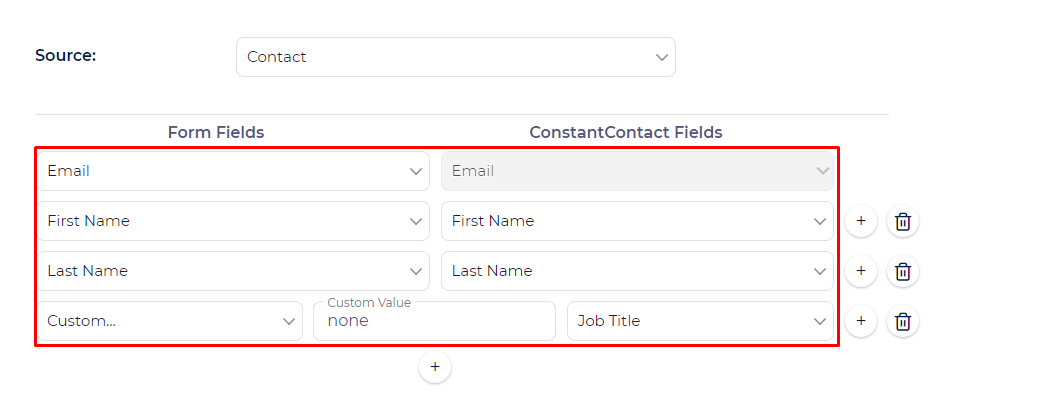 Source: Contact
Form Fields ConstantContact Fields
Email Email
First Name First Name
Last Name Last Name
Custom Value
Custom... none Job Title